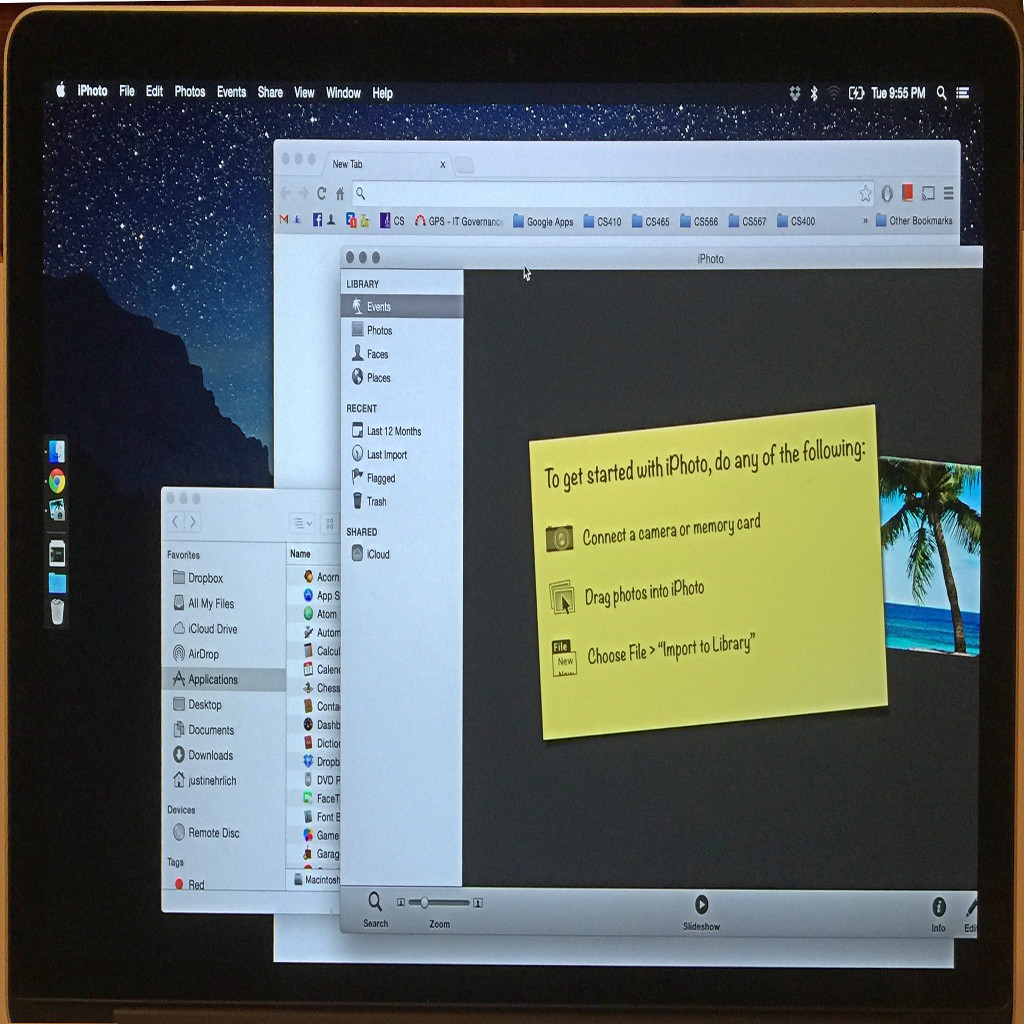 iPhoto File Edit Photos Events Share View Window Help Tue 9:55 PM
New Tab x
CS GPS - IT Governanc Google Apps CS410 CS465 CS566 CS567 CS400 » Other Bookmarks
iPhoto
LIBRARY
Events
Photos
Faces
Places
RECENT
Last 12 Months
Last Import
Flagged
Trash
SHARED
iCloud
To get started with iPhoto, do any of the following:
Connect a camera or memory card
Drag photos into iPhoto
File
New
Choose File > “Import to Library”
Search
Zoom
Slideshow
Info
Edi
Favorites
Dropbox
All My Files
iCloud Drive
AirDrop
Applications
Desktop
Documents
Downloads
justinehrlich
Devices
Remote Disc
Tags
Red
Name
Acorn
App S
Atom
Autom
Calcul
Calen
Chess
Conta
Dashb
Diction
Dropb
DVD P
FaceT
Font B
Game
Garag
Macintosh